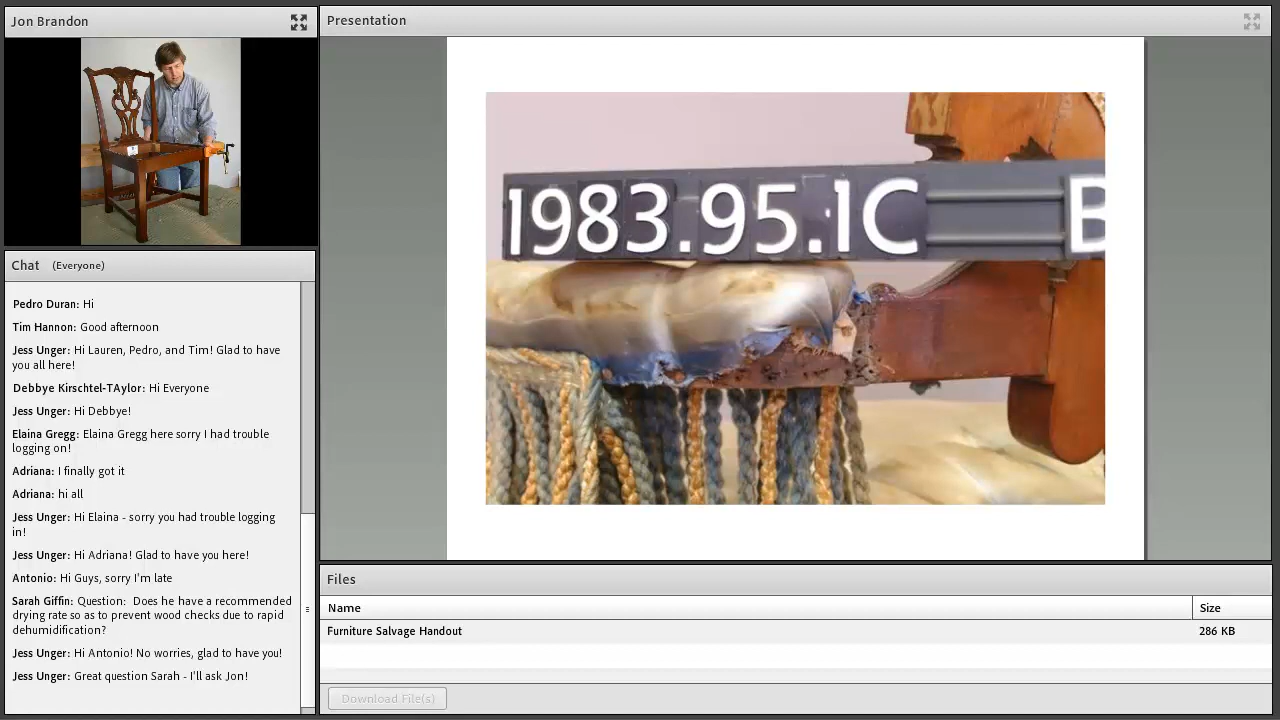 Jon Brandon
Chat (Everyone)
Pedro Duran: Hi
Tim Hannon: Good afternoon
Jess Unger: Hi Lauren, Pedro, and Tim! Glad to have
you all here!
Debbye Kirschtel-TAylor: Hi Everyone
Jess Unger: Hi Debbye!
Elaina Gregg: Elaina Gregg here sorry I had trouble
logging on!
Adriana: I finally got it
Adriana: hi all
Jess Unger: Hi Elaina - sorry you had trouble logging
in!
Jess Unger: Hi Adriana! Glad to have you here!
Antonio: Hi Guys, sorry I'm late
Sarah Giffin: Question: Does he have a recommended
drying rate so as to prevent wood checks due to rapid
dehumidification?
Jess Unger: Hi Antonio! No worries, glad to have you!
Jess Unger: Great question Sarah - I'll ask Jon!
Presentation
1983.95.1C B
Files
Name Size
Furniture Salvage Handout 286 KB
Download File(s)